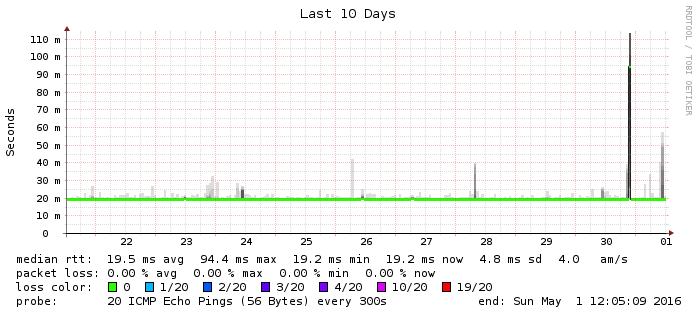 Last 10 Days
RRDTOOL / TOBI OETIKER
Seconds
110 m
100 m
90 m
80 m
70 m
60 m
50 m
40 m
30 m
20 m
10 m
0
22 23 24 25 26 27 28 29 30 01
median rtt: 19.5 ms avg 94.4 ms max 19.2 ms min 19.2 ms now 4.8 ms sd 4.0 am/s
packet loss: 0.00 % avg 0.00 % max 0.00 % min 0.00 % now
loss color: 0 1/20 2/20 3/20 4/20 10/20 19/20
probe: 20 ICMP Echo Pings (56 Bytes) every 300s end: Sun May 1 12:05:09 2016